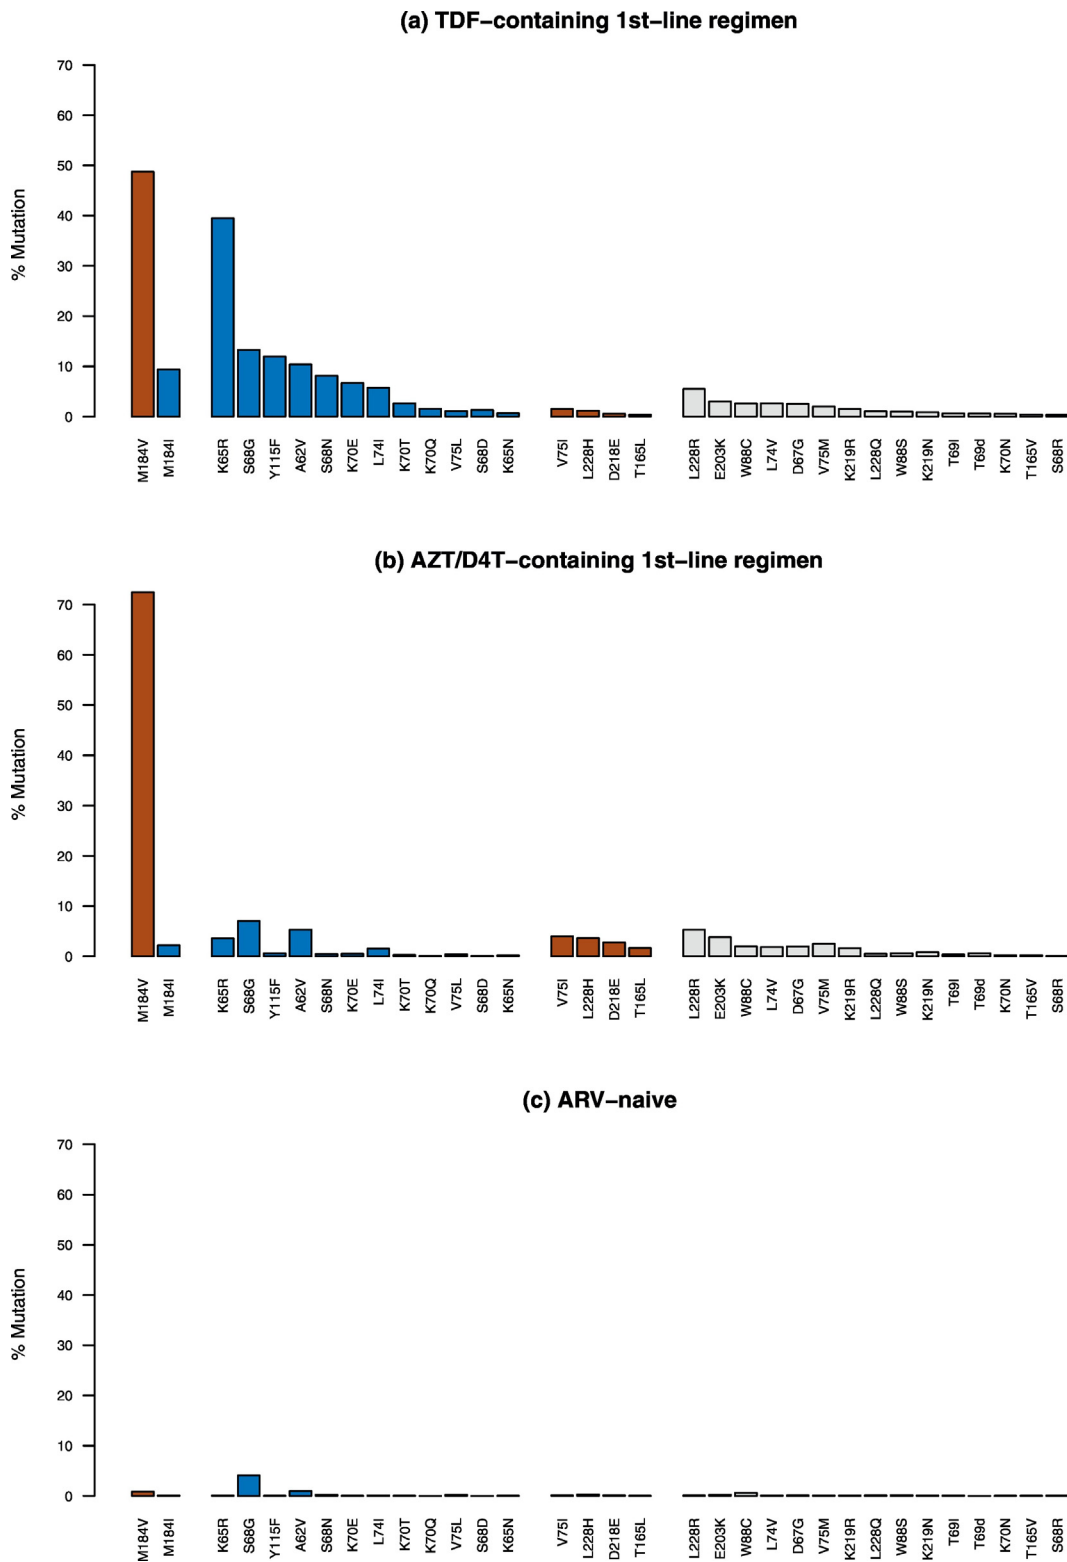 (a) TDF−containing 1st−line regimen
% Mutation
70
60
50
40
30
20
10
0
M184V M184I K65R S68G Y115F A62V S68N K70E L74I K70T K70Q V75L S68D K65N V75I L228H D218E T165L L228R E203K W88C L74V D67G V75M K219R L228Q W88S K219N T69I T69d K70N T165V S68R
(b) AZT/D4T−containing 1st−line regimen
% Mutation
70
60
50
40
30
20
10
0
M184V M184I K65R S68G Y115F A62V S68N K70E L74I K70T K70Q V75L S68D K65N V75I L228H D218E T165L L228R E203K W88C L74V D67G V75M K219R L228Q W88S K219N T69I T69d K70N T165V S68R
(c) ARV−naive
% Mutation
70
60
50
40
30
20
10
0
M184V M184I K65R S68G Y115F A62V S68N K70E L74I K70T K70Q V75L S68D K65N V75I L228H D218E T165L L228R E203K W88C L74V D67G V75M K219R L228Q W88S K219N T69I T69d K70N T165V S68R